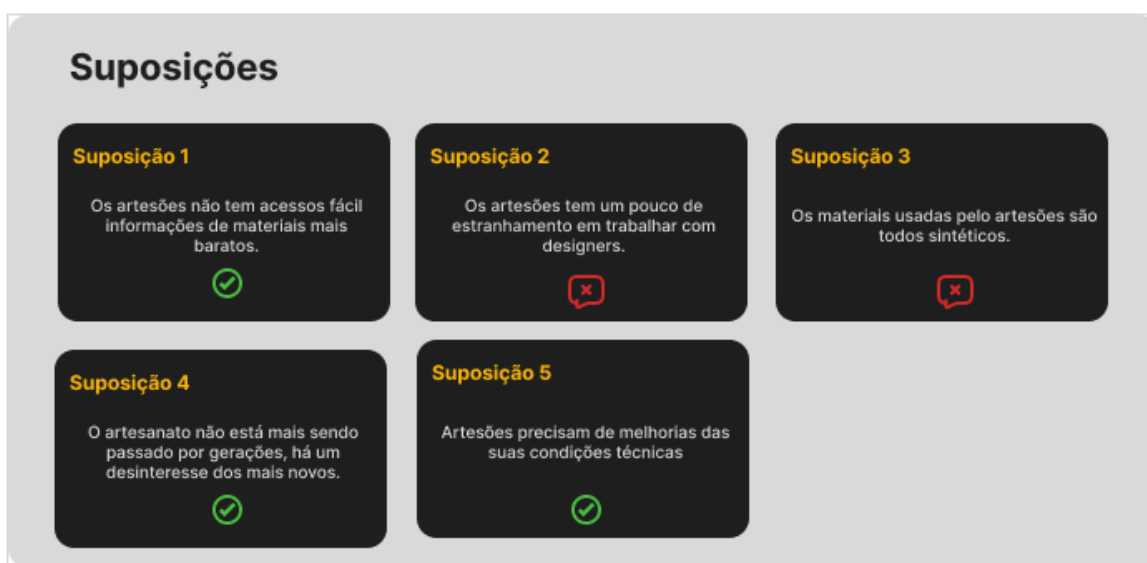 Suposições
Suposição 1
Os artesões não tem acessos fácil
informações de materiais mais
baratos.
Suposição 2
Os artesões tem um pouco de
estranhamento em trabalhar com
designers.
Suposição 3
Os materiais usadas pelo artesões são
todos sintéticos.
Suposição 4
O artesanato não está mais sendo
passado por gerações, há um
desinteresse dos mais novos.
Suposição 5
Artesões precisam de melhorias das
suas condições técnicas